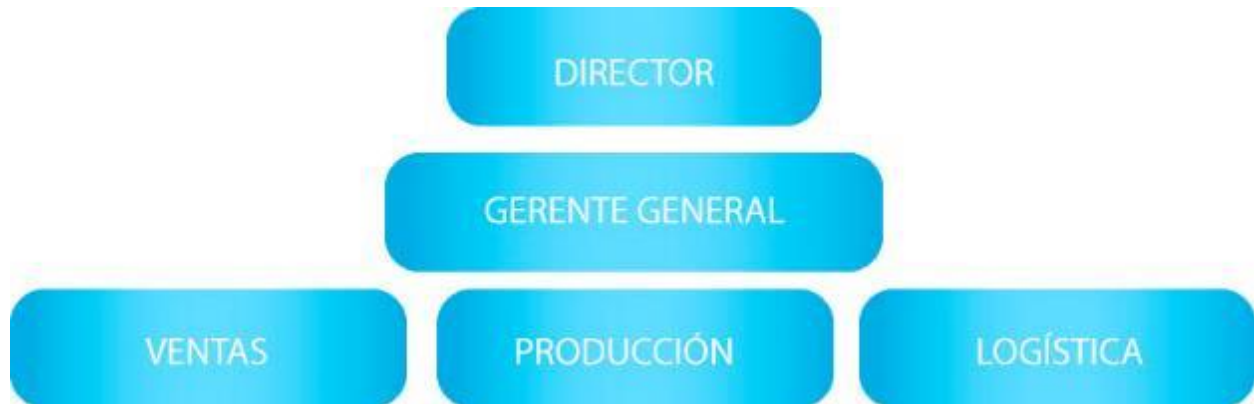 DIRECTOR
GERENTE GENERAL
VENTAS
PRODUCCIÓN
LOGÍSTICA